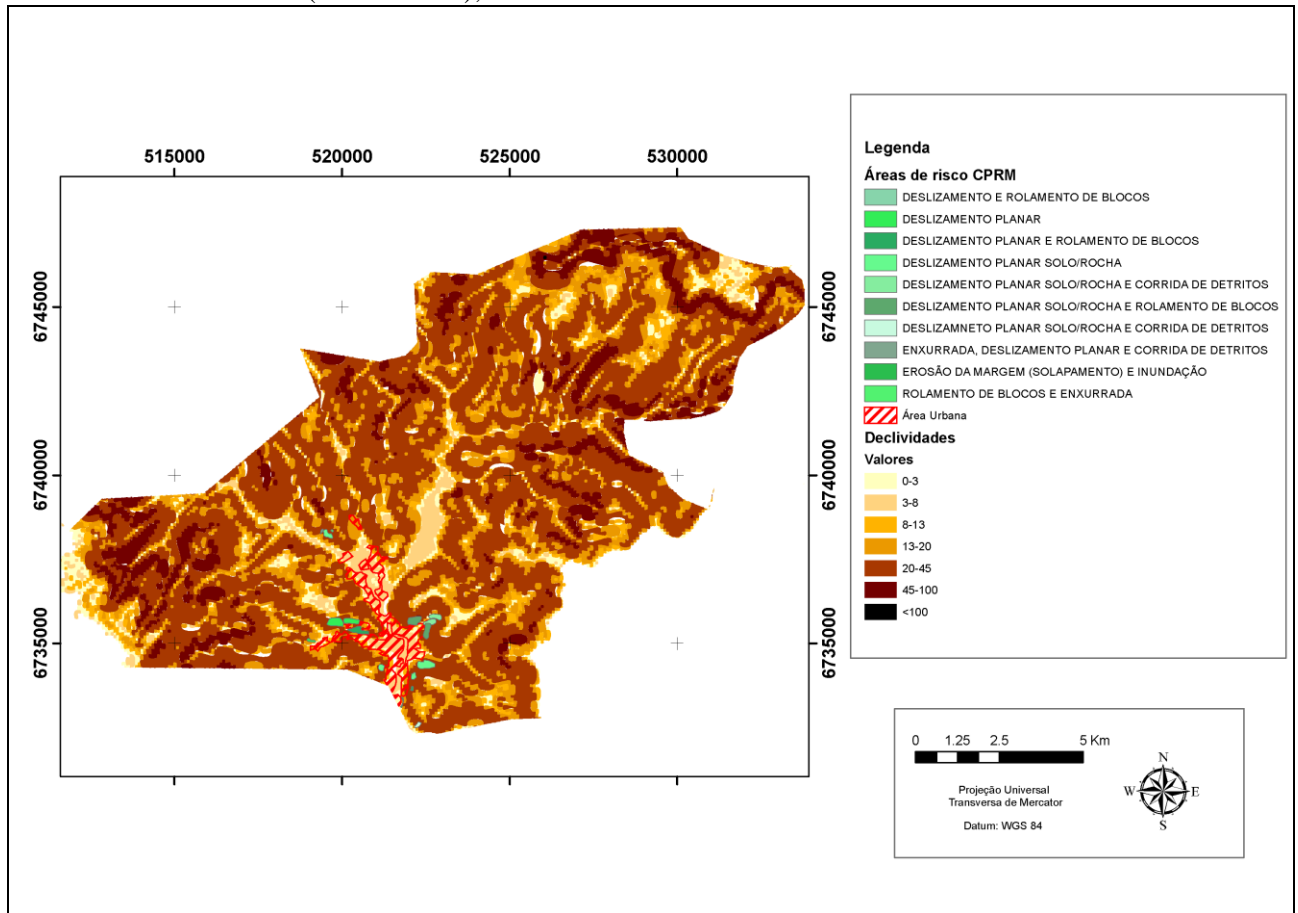 515000 520000 525000 530000
6745000 6745000
6740000 6740000
6735000 6735000
Legenda
Áreas de risco CPRM
DESLIZAMENTO E ROLAMENTO DE BLOCOS
DESLIZAMENTO PLANAR
DESLIZAMENTO PLANAR E ROLAMENTO DE BLOCOS
DESLIZAMENTO PLANAR SOLO/ROCHA
DESLIZAMENTO PLANAR SOLO/ROCHA E CORRIDA DE DETRITOS
DESLIZAMENTO PLANAR SOLO/ROCHA E ROLAMENTO DE BLOCOS
DESLIZAMNETO PLANAR SOLO/ROCHA E CORRIDA DE DETRITOS
ENXURRADA, DESLIZAMENTO PLANAR E CORRIDA DE DETRITOS
EROSÃO DA MARGEM (SOLAPAMENTO) E INUNDAÇÃO
ROLAMENTO DE BLOCOS E ENXURRADA
Área Urbana
Declividades
Valores
0-3
3-8
8-13
13-20
20-45
45-100
<100
0 1.25 2.5 5 Km
Projeção Universal
Transversa de Mercator
Datum: WGS 84
N
W E
S
515000 520000 525000 530000